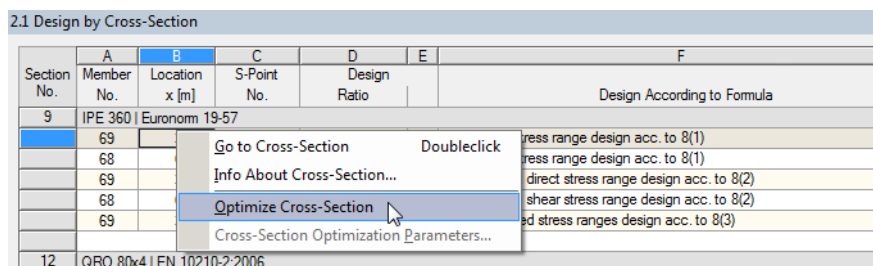 2.1 Design by Cross-Section
A B C D E F
Section Member Location S-Point Design
No. No. x [m] No. Ratio Design According to Formula
9 IPE 360 | Euronorm 19-57
69 tress range design acc. to 8(1)
Go to Cross-Section Doubleclick
68 tress range design acc. to 8(1)
Info About Cross-Section...
69 direct stress range design acc. to 8(2)
68 shear stress range design acc. to 8(2)
Optimize Cross-Section
69 ed stress ranges design acc. to 8(3)
Cross-Section Optimization Parameters...
12 QRO 80x4 | EN 10210-2:2006